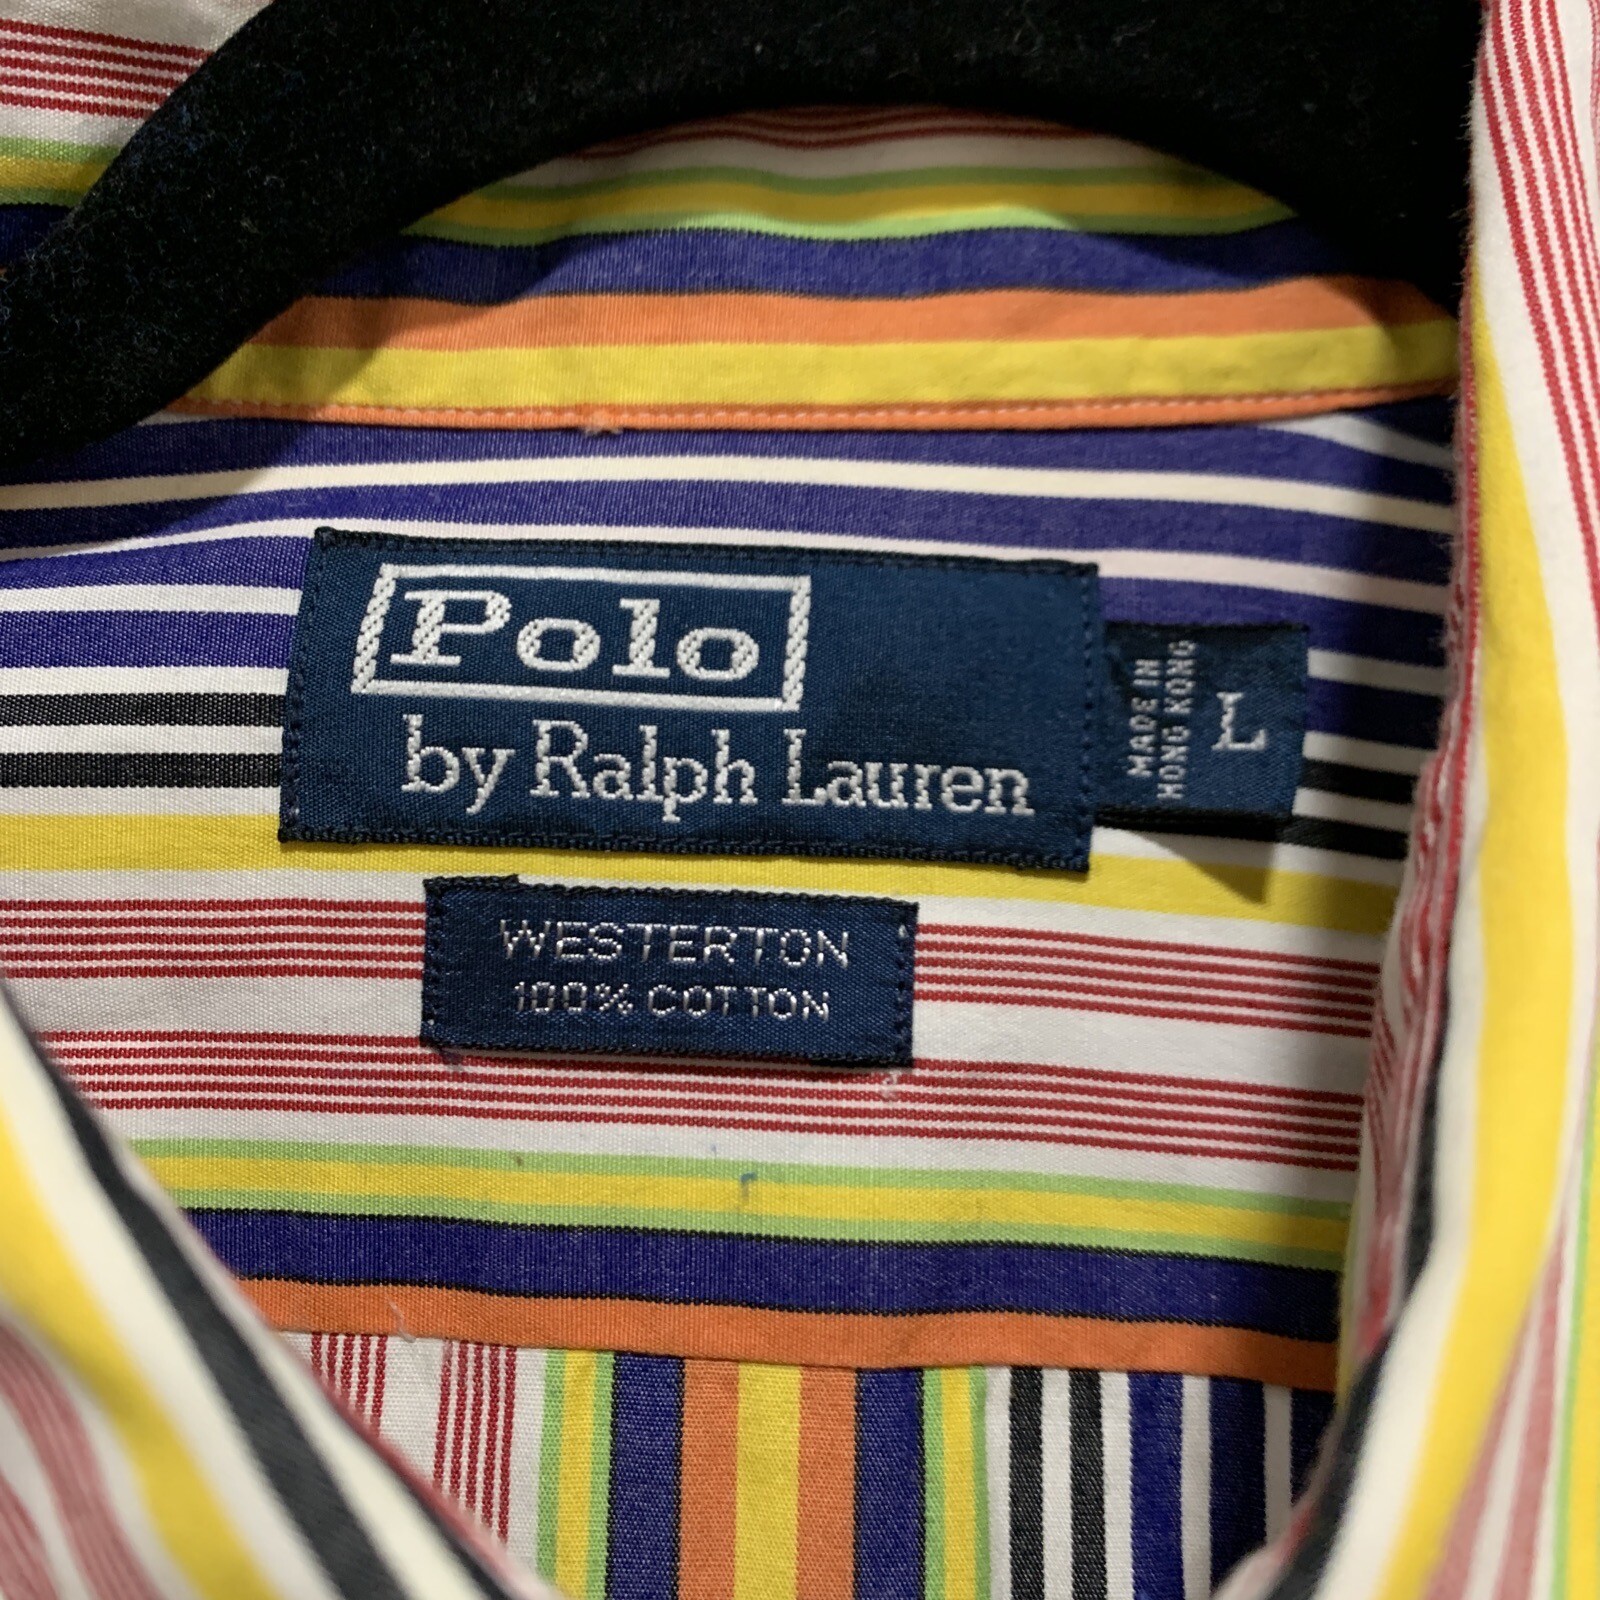 Polo
by Ralph Lauren
MADE IN
HONG KONG
L
WESTERTON
100% COTTON